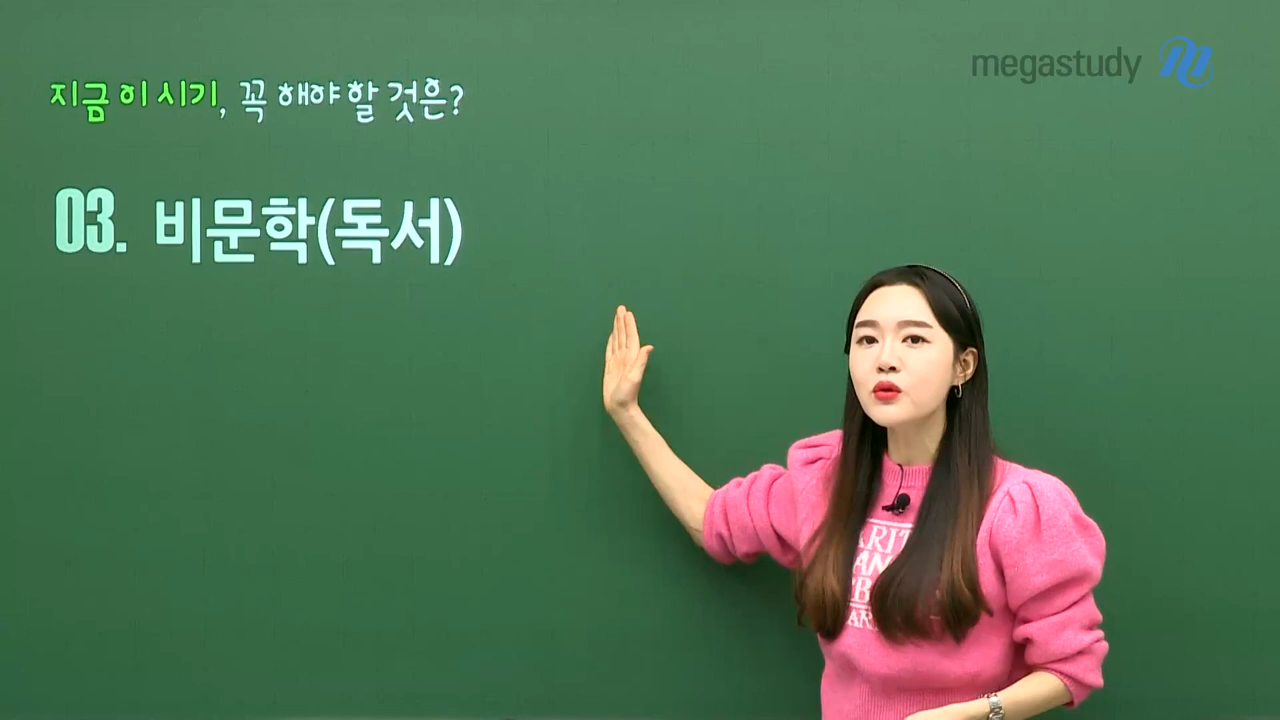 megastudy
지금 이 시기, 꼭 해야 할 것은?
03. 비문학(독서)